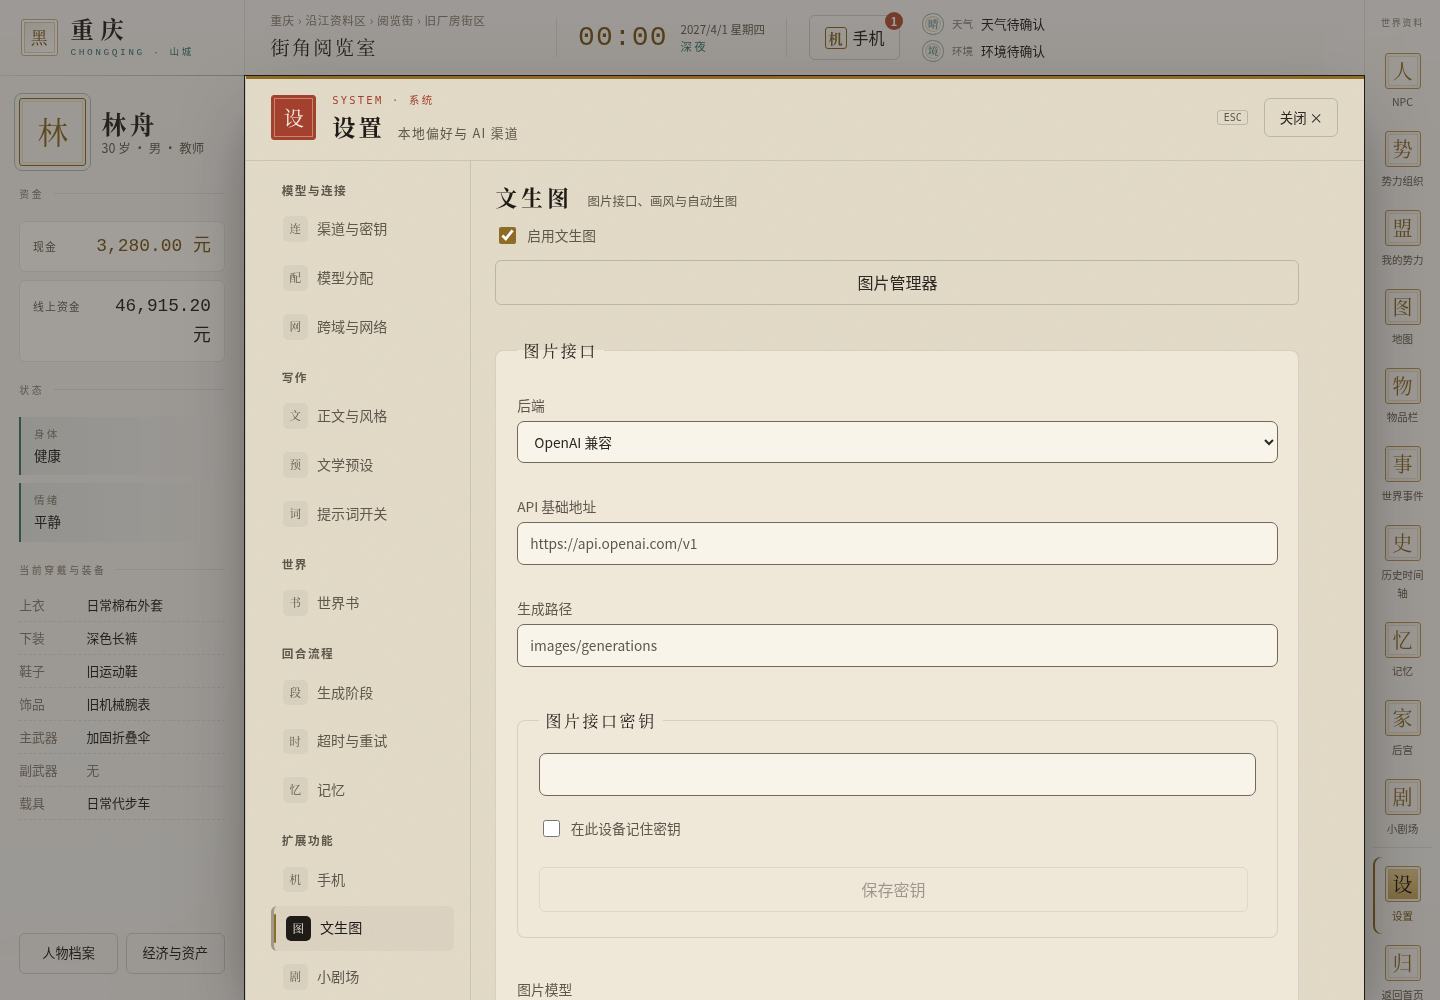 黑
重庆
CHONGQING · 山城
重庆 › 沿江资料区 › 阅览街 › 旧厂房街区
街角阅览室
00:00
2027/4/1 星期四
深夜
机 手机 1
晴 天气 天气待确认
境 环境 环境待确认
林
林舟
30 岁 · 男 · 教师
资金
现金 3,280.00 元
线上资金 46,915.20
元
状态
身体
健康
情绪
平静
当前穿戴与装备
上衣 日常棉布外套
下装 深色长裤
鞋子 旧运动鞋
饰品 旧机械腕表
主武器 加固折叠伞
副武器 无
载具 日常代步车
人物档案 经济与资产
设
SYSTEM · 系统
设置 本地偏好与 AI 渠道
ESC
关闭 ×
模型与连接
连 渠道与密钥
配 模型分配
网 跨域与网络
写作
文 正文与风格
预 文学预设
词 提示词开关
世界
书 世界书
回合流程
段 生成阶段
时 超时与重试
忆 记忆
扩展功能
机 手机
图 文生图
剧 小剧场
文生图 图片接口、画风与自动生图
启用文生图
图片管理器
图片接口
后端
OpenAI 兼容
API 基础地址
https://api.openai.com/v1
生成路径
images/generations
图片接口密钥
在此设备记住密钥
保存密钥
图片模型
世界资料
人
NPC
势
势力组织
盟
我的势力
图
地图
物
物品栏
事
世界事件
史
历史时间
轴
忆
记忆
家
后宫
剧
小剧场
设
设置
归
返回首页